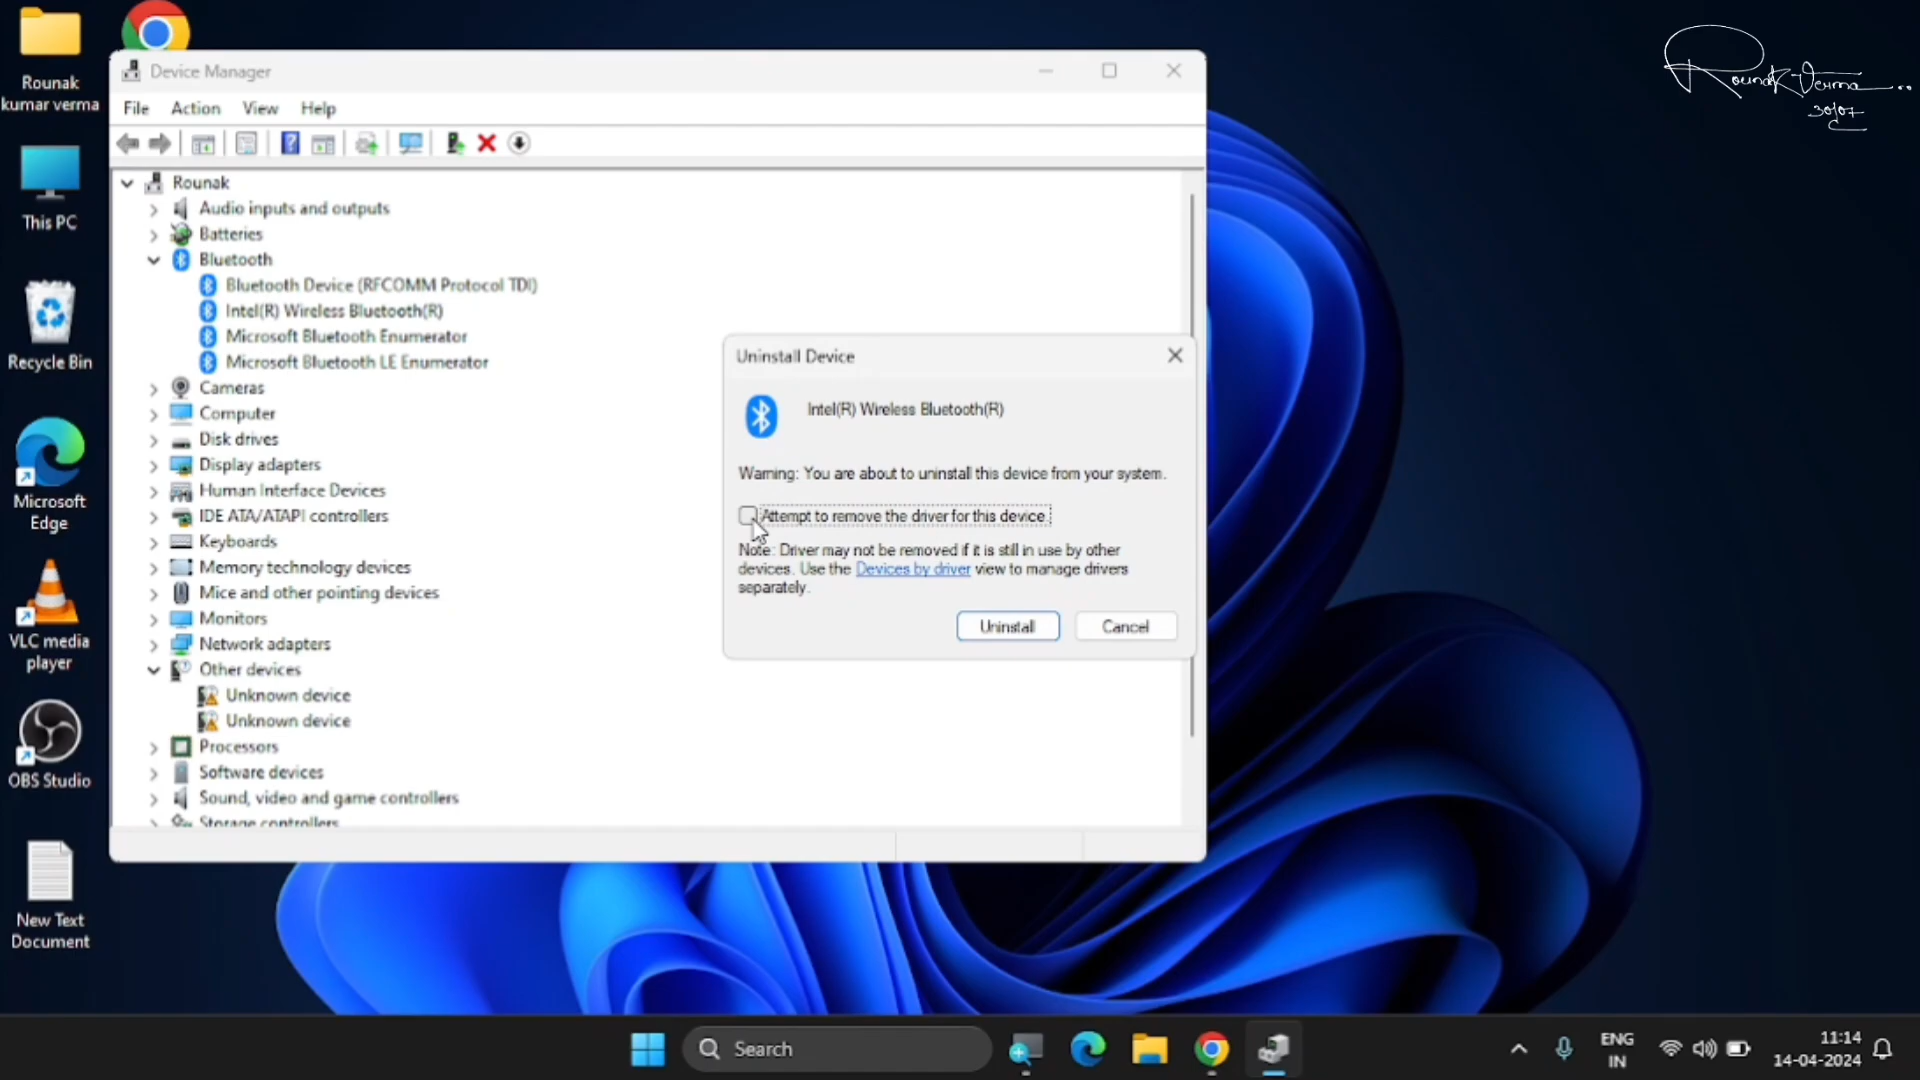 Rounak
kumar verma
This PC
Recycle Bin
Microsoft
Edge
VLC media
player
OBS Studio
New Text
Document
Device Manager
File Action View Help
Rounak
Audio inputs and outputs
Batteries
Bluetooth
Bluetooth Device (RFCOMM Protocol TDI)
Intel(R) Wireless Bluetooth(R)
Microsoft Bluetooth Enumerator
Microsoft Bluetooth LE Enumerator
Cameras
Computer
Disk drives
Display adapters
Human Interface Devices
IDE ATA/ATAPI controllers
Keyboards
Memory technology devices
Mice and other pointing devices
Monitors
Network adapters
Other devices
Unknown device
Unknown device
Processors
Software devices
Sound, video and game controllers
Storage controllers
Uninstall Device
Intel(R) Wireless Bluetooth(R)
Warning: You are about to uninstall this device from your system.
Attempt to remove the driver for this device.
Note: Driver may not be removed if it is still in use by other
devices. Use the Devices by driver view to manage drivers
separately.
Uninstall Cancel
Rounak Verma
30/07
Search
ENG
IN
11:14
14-04-2024